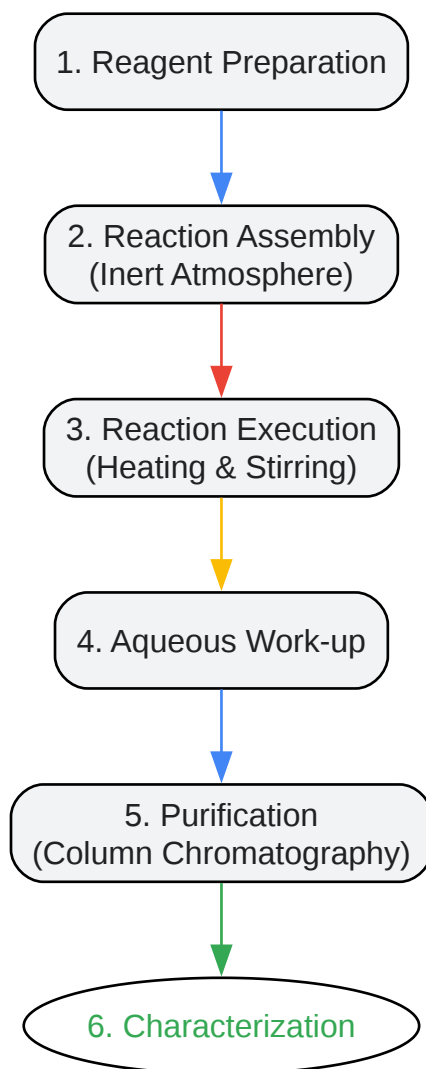 1. Reagent Preparation
2. Reaction Assembly
(Inert Atmosphere)
3. Reaction Execution
(Heating & Stirring)
4. Aqueous Work-up
5. Purification
(Column Chromatography)
6. Characterization